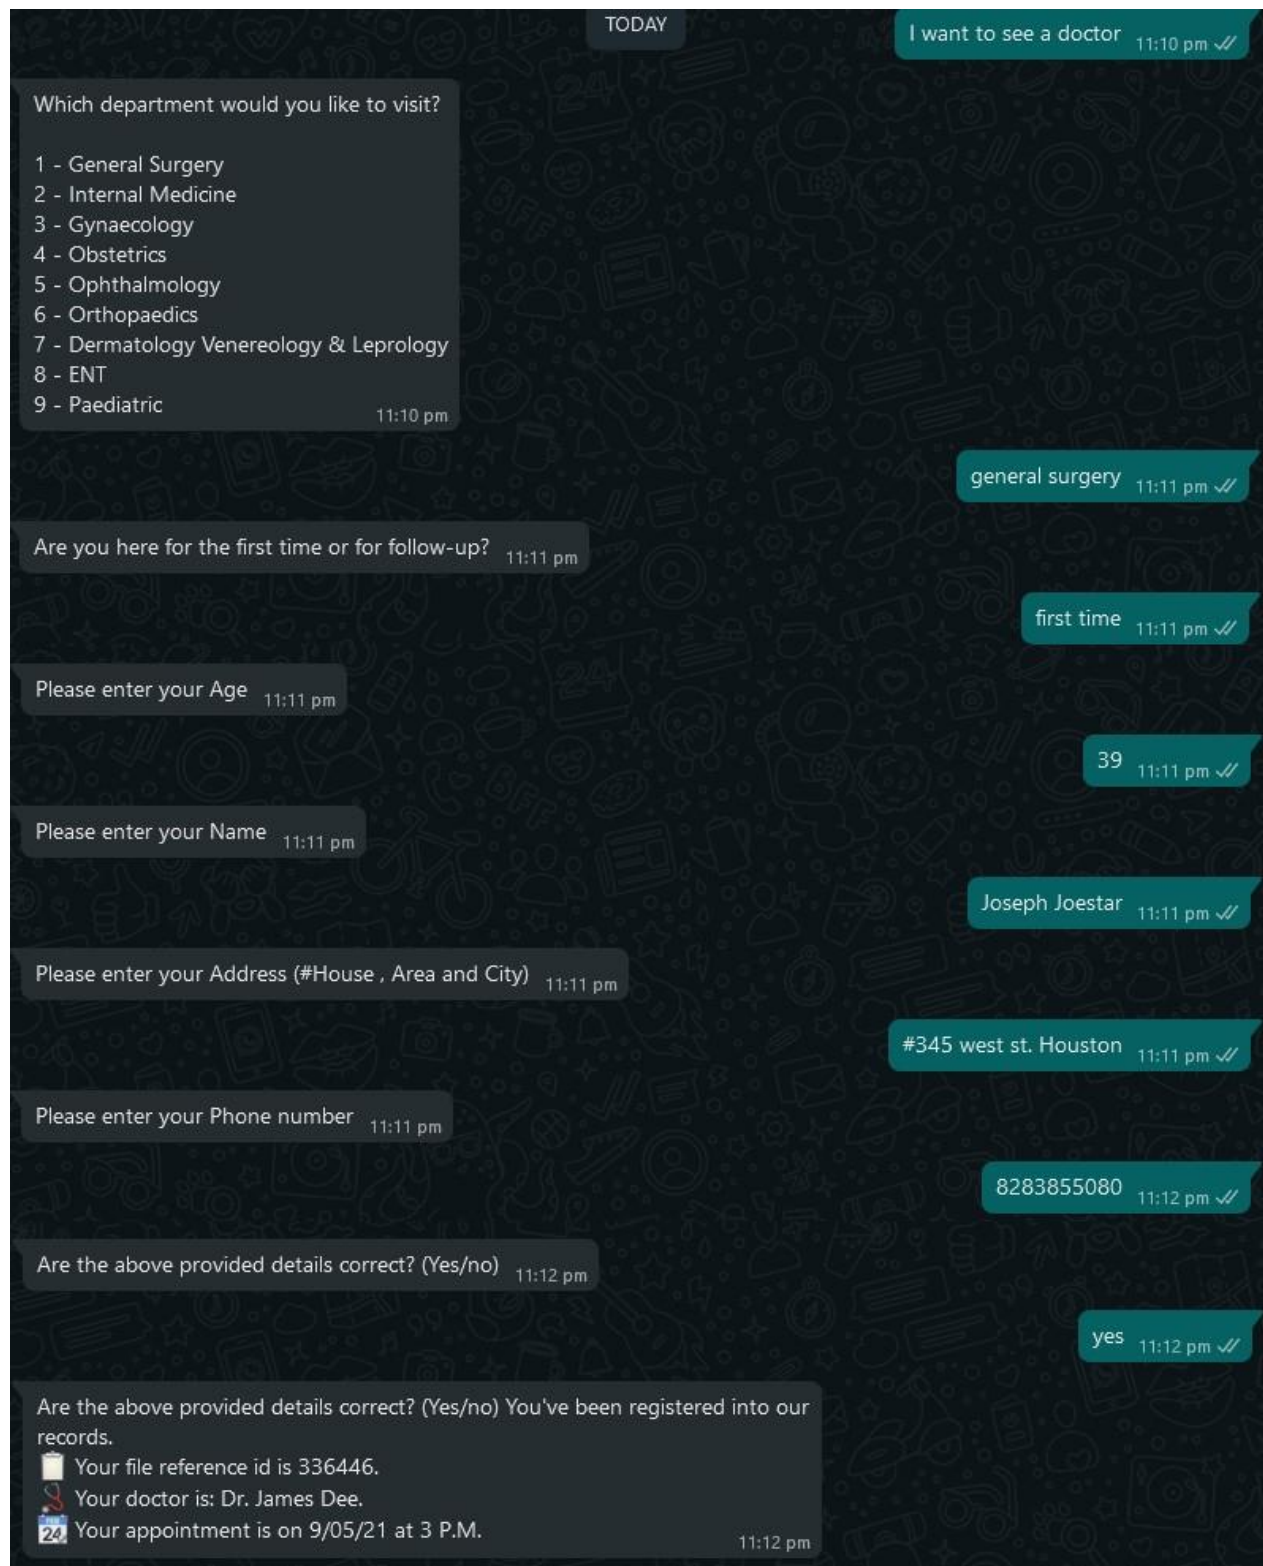 TODAY
I want to see a doctor 11:10 pm
Which department would you like to visit?
1 - General Surgery
2 - Internal Medicine
3 - Gynaecology
4 - Obstetrics
5 - Ophthalmology
6 - Orthopaedics
7 - Dermatology Venereology & Leprology
8 - ENT
9 - Paediatric 11:10 pm
general surgery 11:11 pm
Are you here for the first time or for follow-up? 11:11 pm
first time 11:11 pm
Please enter your Age 11:11 pm
39 11:11 pm
Please enter your Name 11:11 pm
Joseph Joestar 11:11 pm
Please enter your Address (#House , Area and City) 11:11 pm
#345 west st. Houston 11:11 pm
Please enter your Phone number 11:11 pm
8283855080 11:12 pm
Are the above provided details correct? (Yes/no) 11:12 pm
yes 11:12 pm
Are the above provided details correct? (Yes/no) You've been registered into our
records.
📋 Your file reference id is 336446.
🩺 Your doctor is: Dr. James Dee.
📆 Your appointment is on 9/05/21 at 3 P.M. 11:12 pm